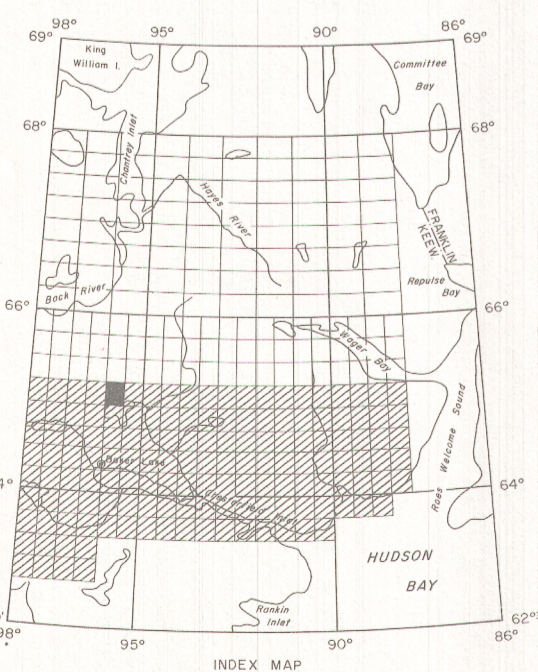 98° 95° 90° 86°
69° 69°
King
William I.
Committee
Bay
68° 68°
Chantrey Inlet
Hayes River
FRANKLIN
KEEW.
Back River
Repulse
Bay
66° 66°
Wager Bay
Roes Welcome Sound
Baker Lake
4° 64°
Chesterfield Inlet
HUDSON
BAY
Rankin
Inlet
62°
98° 95° 90° 86°
INDEX MAP